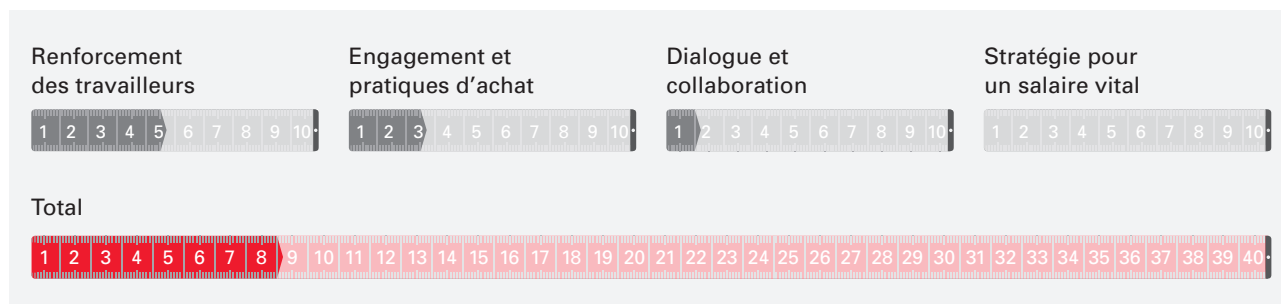 Renforcement
des travailleurs
Engagement et
pratiques d'achat
Dialogue et
collaboration
Stratégie pour
un salaire vital
1 2 3 4 5 6 7 8 9 10
1 2 3 4 5 6 7 8 9 10
1 2 3 4 5 6 7 8 9 10
1 2 3 4 5 6 7 8 9 10
Total
1 2 3 4 5 6 7 8 9 10 11 12 13 14 15 16 17 18 19 20 21 22 23 24 25 26 27 28 29 30 31 32 33 34 35 36 37 38 39 40